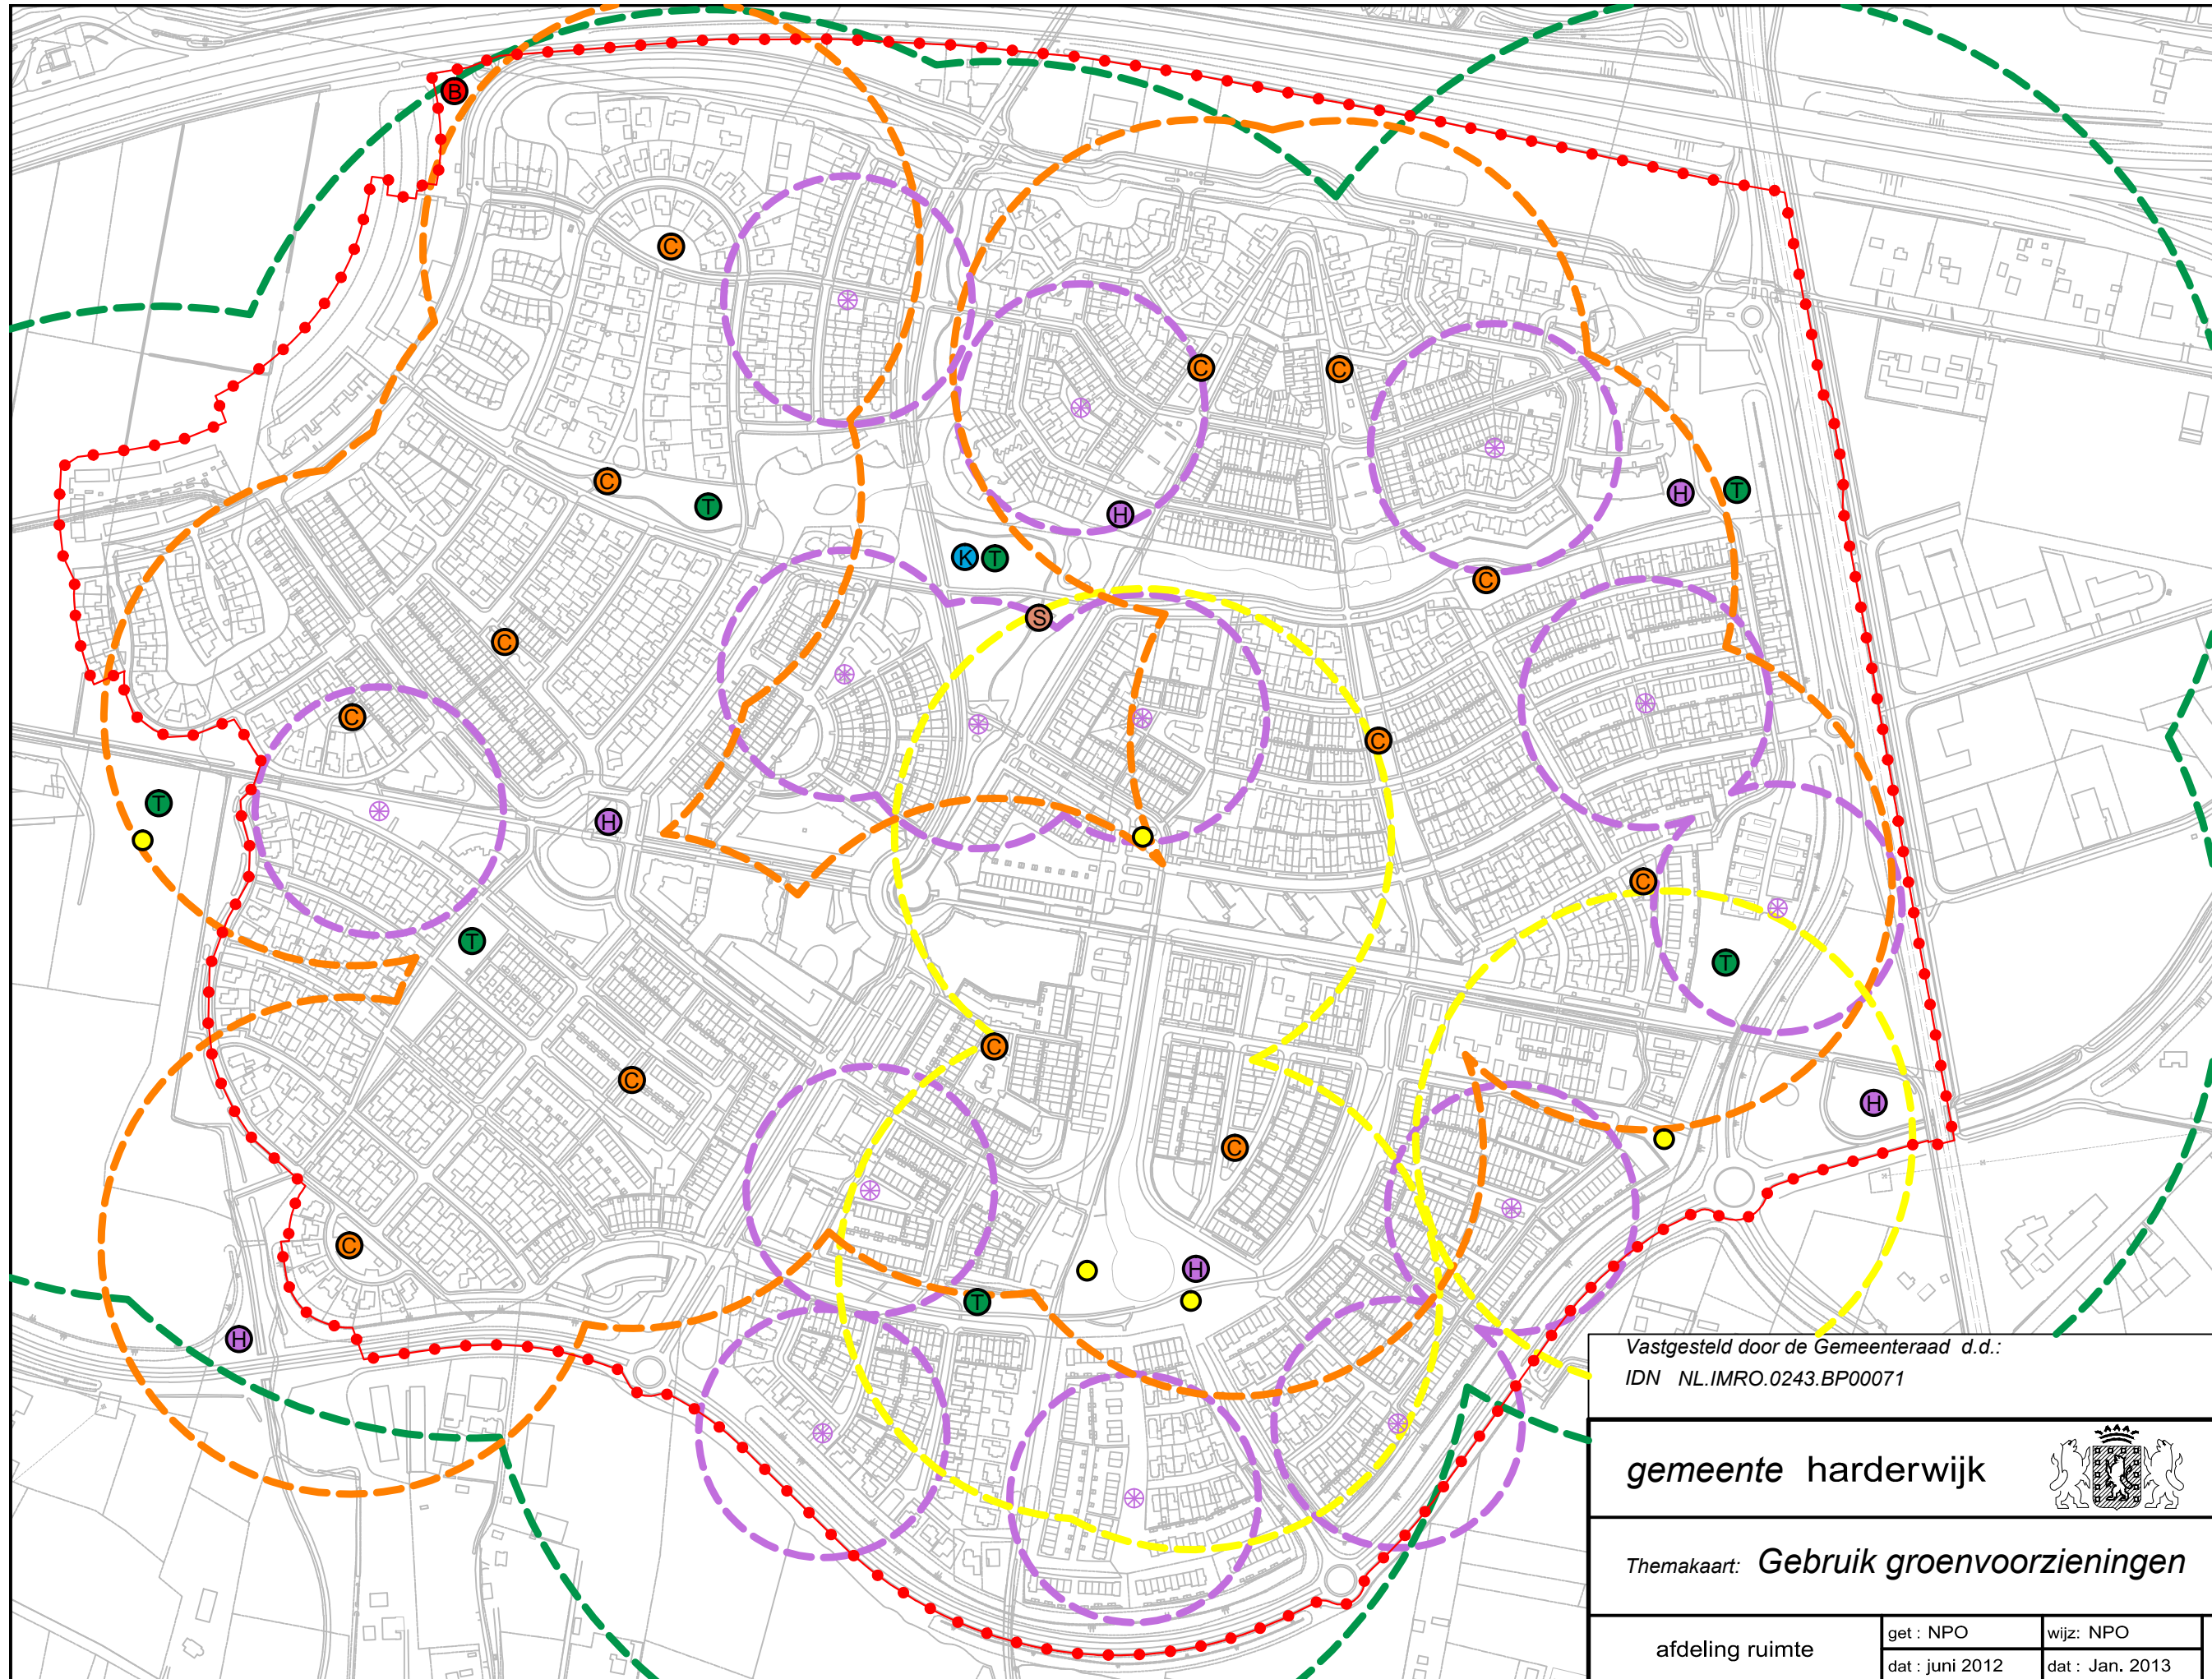 B
C
C
C
H
C
T
H
T
K
T
C
S
C
C
C
T
H
C
T
T
C
C
H
C
C
H
T
H
Vastgesteld door de Gemeenteraad d.d.:
IDN NL.IMRO.0243.BP00071
gemeente harderwijk
Themakaart: Gebruik groenvoorzieningen
afdeling ruimte
get : NPO
wijz: NPO
dat : juni 2012
dat : Jan. 2013